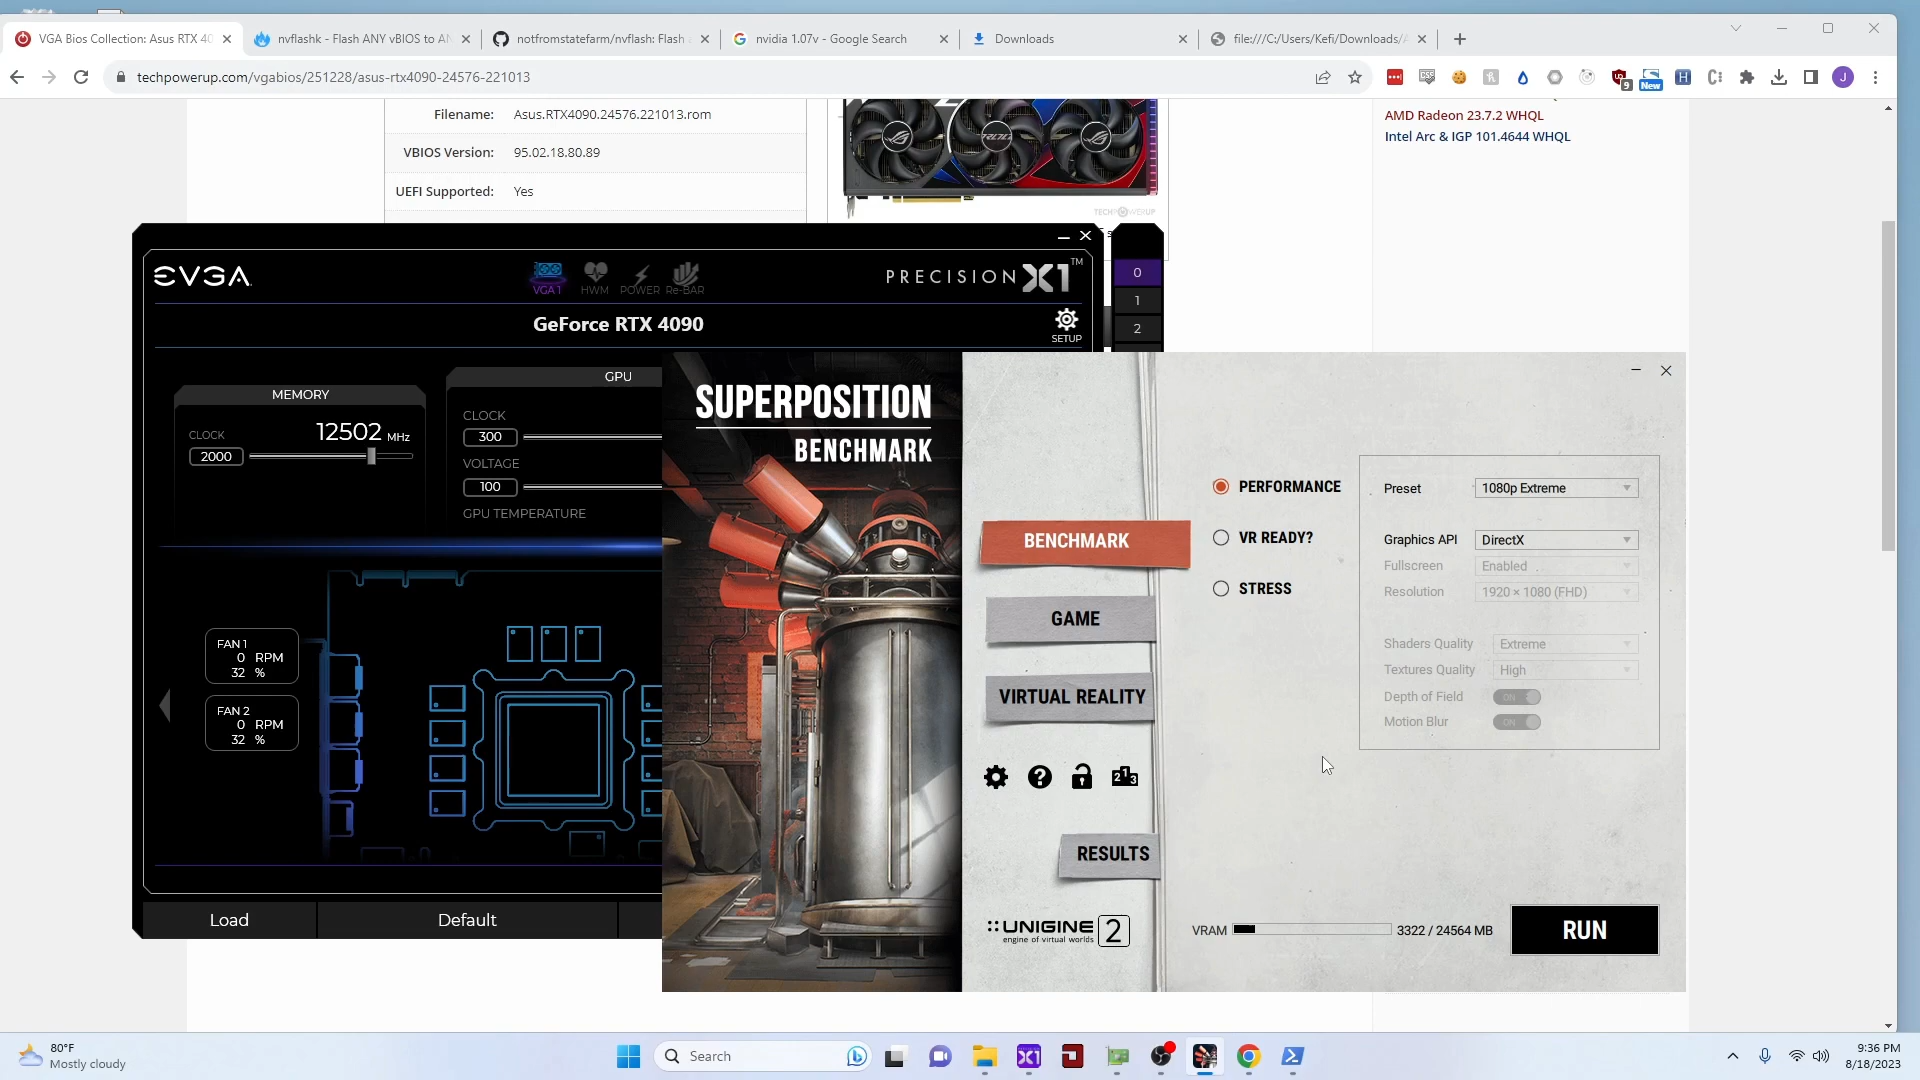 VGA Bios Collection: Asus RTX 40
nvflashk - Flash ANY vBIOS to AN
notfromstatefarm/nvflash: Flash
nvidia 1.07v - Google Search
Downloads
file:///C:/Users/Kefi/Downloads/A
techpowerup.com/vgabios/251228/asus-rtx4090-24576-221013
9
New
J
Filename: Asus.RTX4090.24576.221013.rom
VBIOS Version: 95.02.18.80.89
UEFI Supported: Yes
TECHPOWERUP
AMD Radeon 23.7.2 WHQL
Intel Arc & IGP 101.4644 WHQL
EVGA
VGA 1
HWM
POWER
Re-BAR
PRECISION X1 TM
0
1
2
GeForce RTX 4090
SETUP
MEMORY
CLOCK
12502 MHz
2000
GPU
CLOCK
300
VOLTAGE
100
GPU TEMPERATURE
FAN 1
0 RPM
32 %
FAN 2
0 RPM
32 %
Load
Default
SUPERPOSITION
BENCHMARK
BENCHMARK
GAME
VIRTUAL REALITY
RESULTS
UNIGINE 2
engine of virtual worlds
PERFORMANCE
VR READY?
STRESS
Preset 1080p Extreme
Graphics API DirectX
Fullscreen Enabled
Resolution 1920 × 1080 (FHD)
Shaders Quality Extreme
Textures Quality High
Depth of Field ON
Motion Blur ON
VRAM 3322 / 24564 MB
RUN
80°F
Mostly cloudy
Search
9:36 PM
8/18/2023